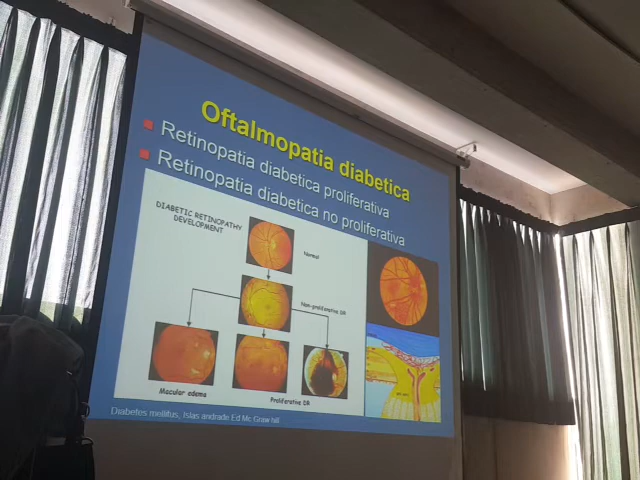 Oftalmopatia diabetica
Retinopatia diabetica proliferativa
Retinopatia diabetica no proliferativa
DIABETIC RETINOPATHY
DEVELOPMENT
Normal
Non-proliferative DR
Macular edema
Proliferative DR
Diabetes mellitus, Islas andrade Ed Mc Graw hill